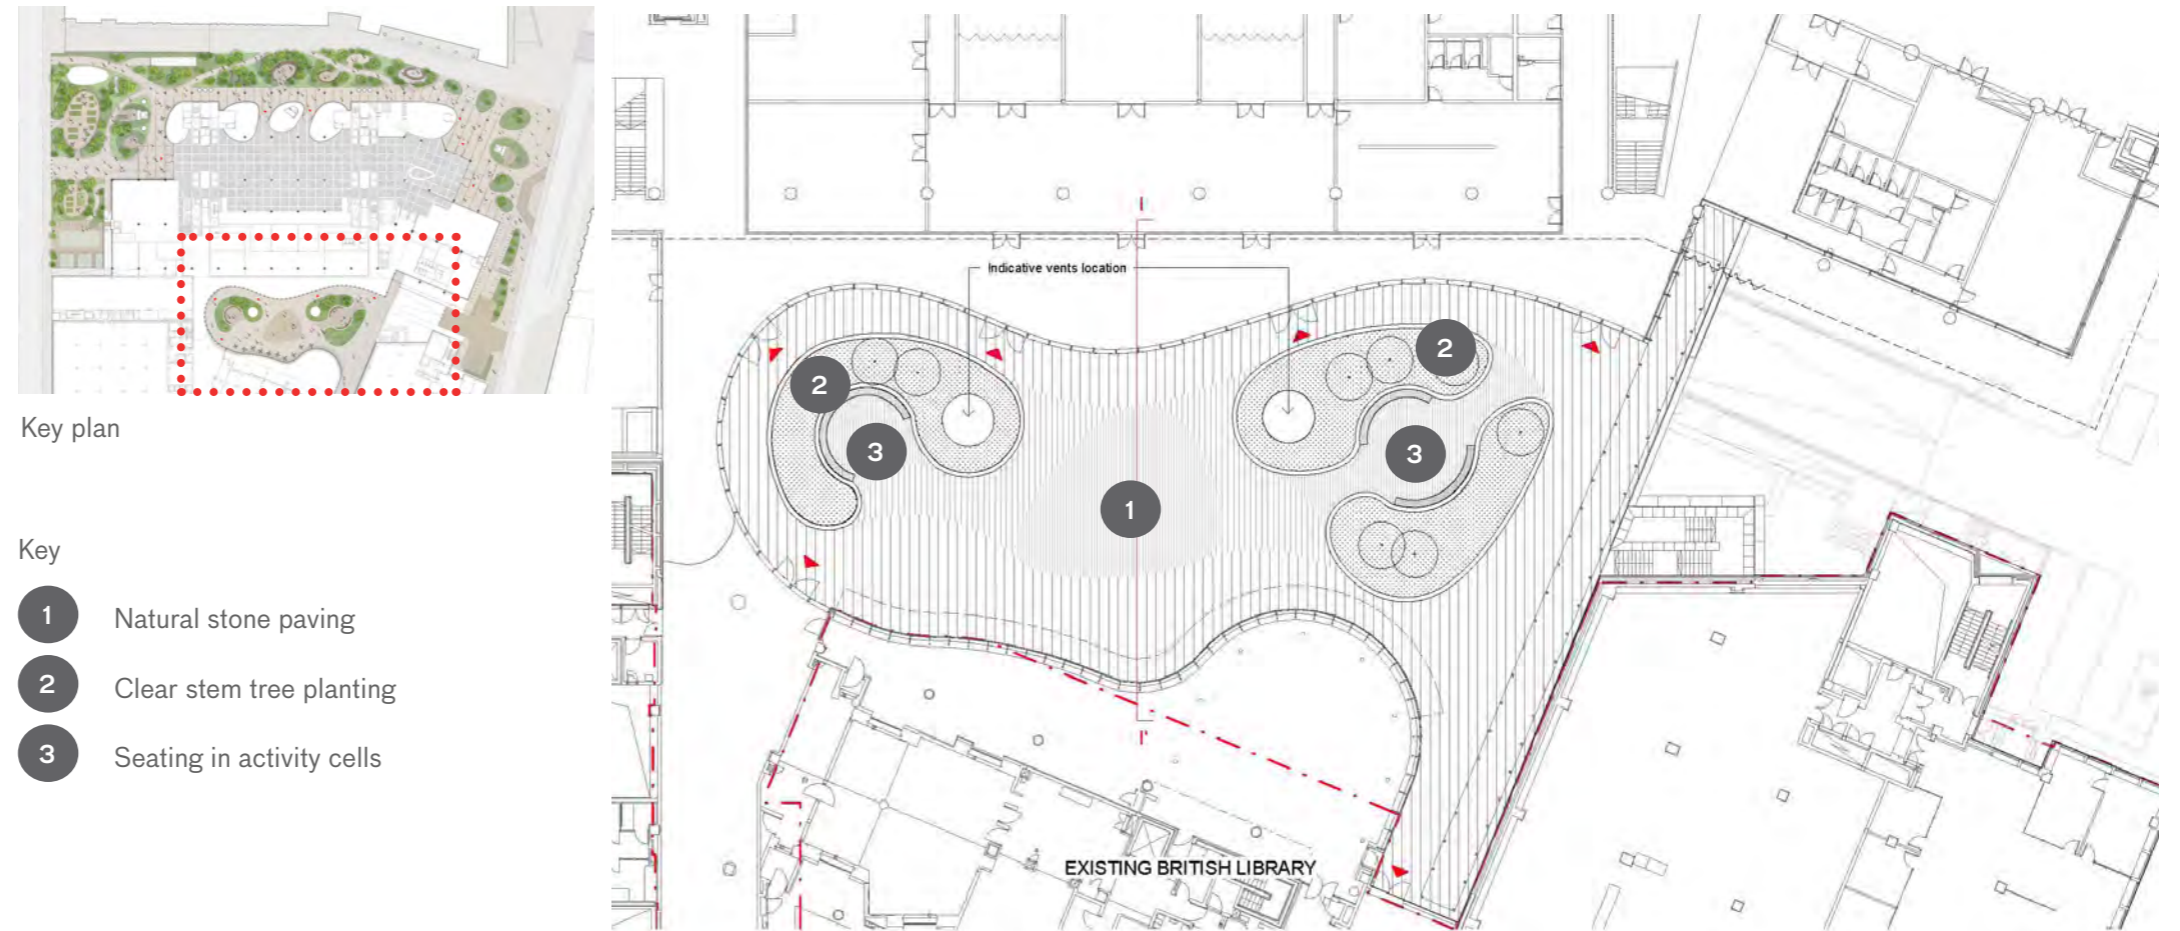 Key plan
Key
1 Natural stone paving
2 Clear stem tree planting
3 Seating in activity cells
I
Indicative vents location
2
2
3
3
1
I'
EXISTING BRITISH LIBRARY